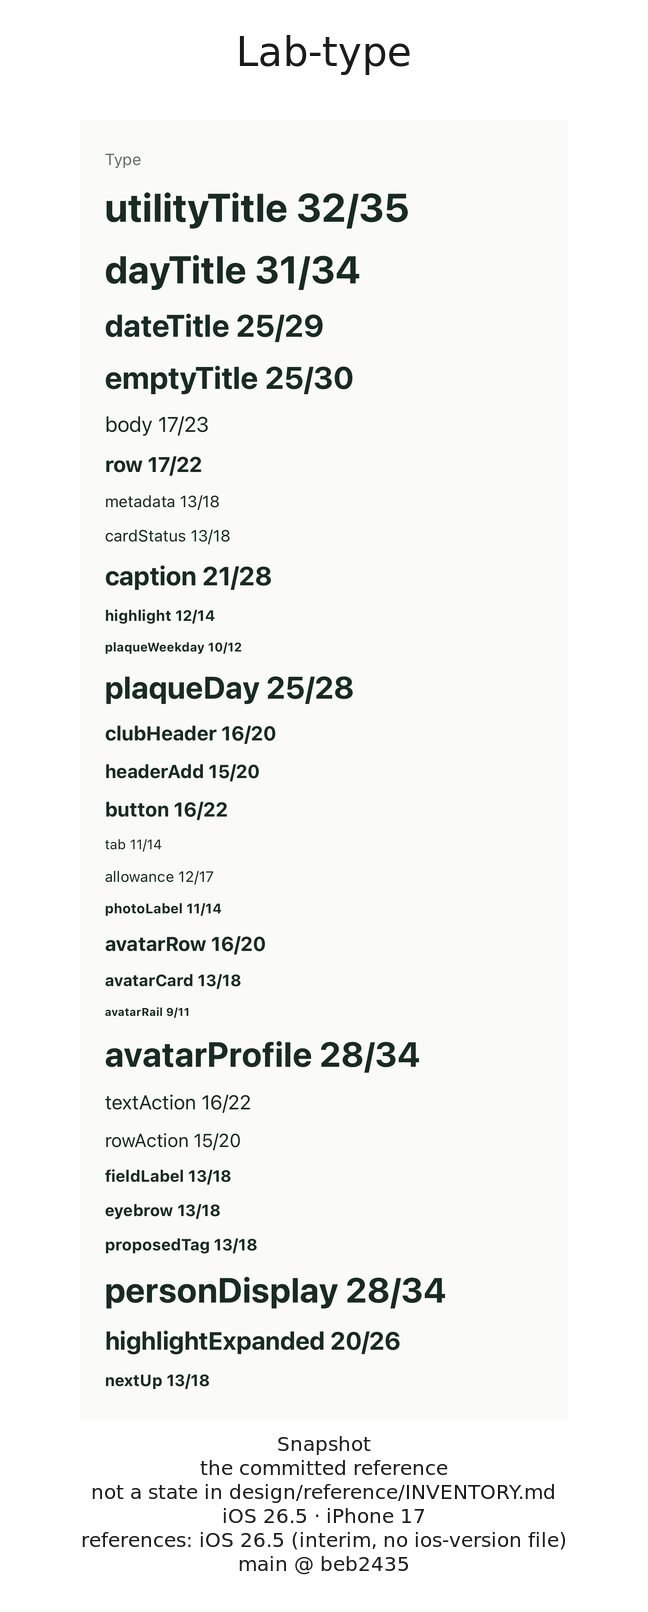 Lab-type
Type
utilityTitle 32/35
dayTitle 31/34
dateTitle 25/29
emptyTitle 25/30
body 17/23
row 17/22
metadata 13/18
cardStatus 13/18
caption 21/28
highlight 12/14
plaqueWeekday 10/12
plaqueDay 25/28
clubHeader 16/20
headerAdd 15/20
button 16/22
tab 11/14
allowance 12/17
photoLabel 11/14
avatarRow 16/20
avatarCard 13/18
avatarRail 9/11
avatarProfile 28/34
textAction 16/22
rowAction 15/20
fieldLabel 13/18
eyebrow 13/18
proposedTag 13/18
personDisplay 28/34
highlightExpanded 20/26
nextUp 13/18
Snapshot
the committed reference
not a state in design/reference/INVENTORY.md
iOS 26.5 · iPhone 17
references: iOS 26.5 (interim, no ios-version file)
main @ beb2435